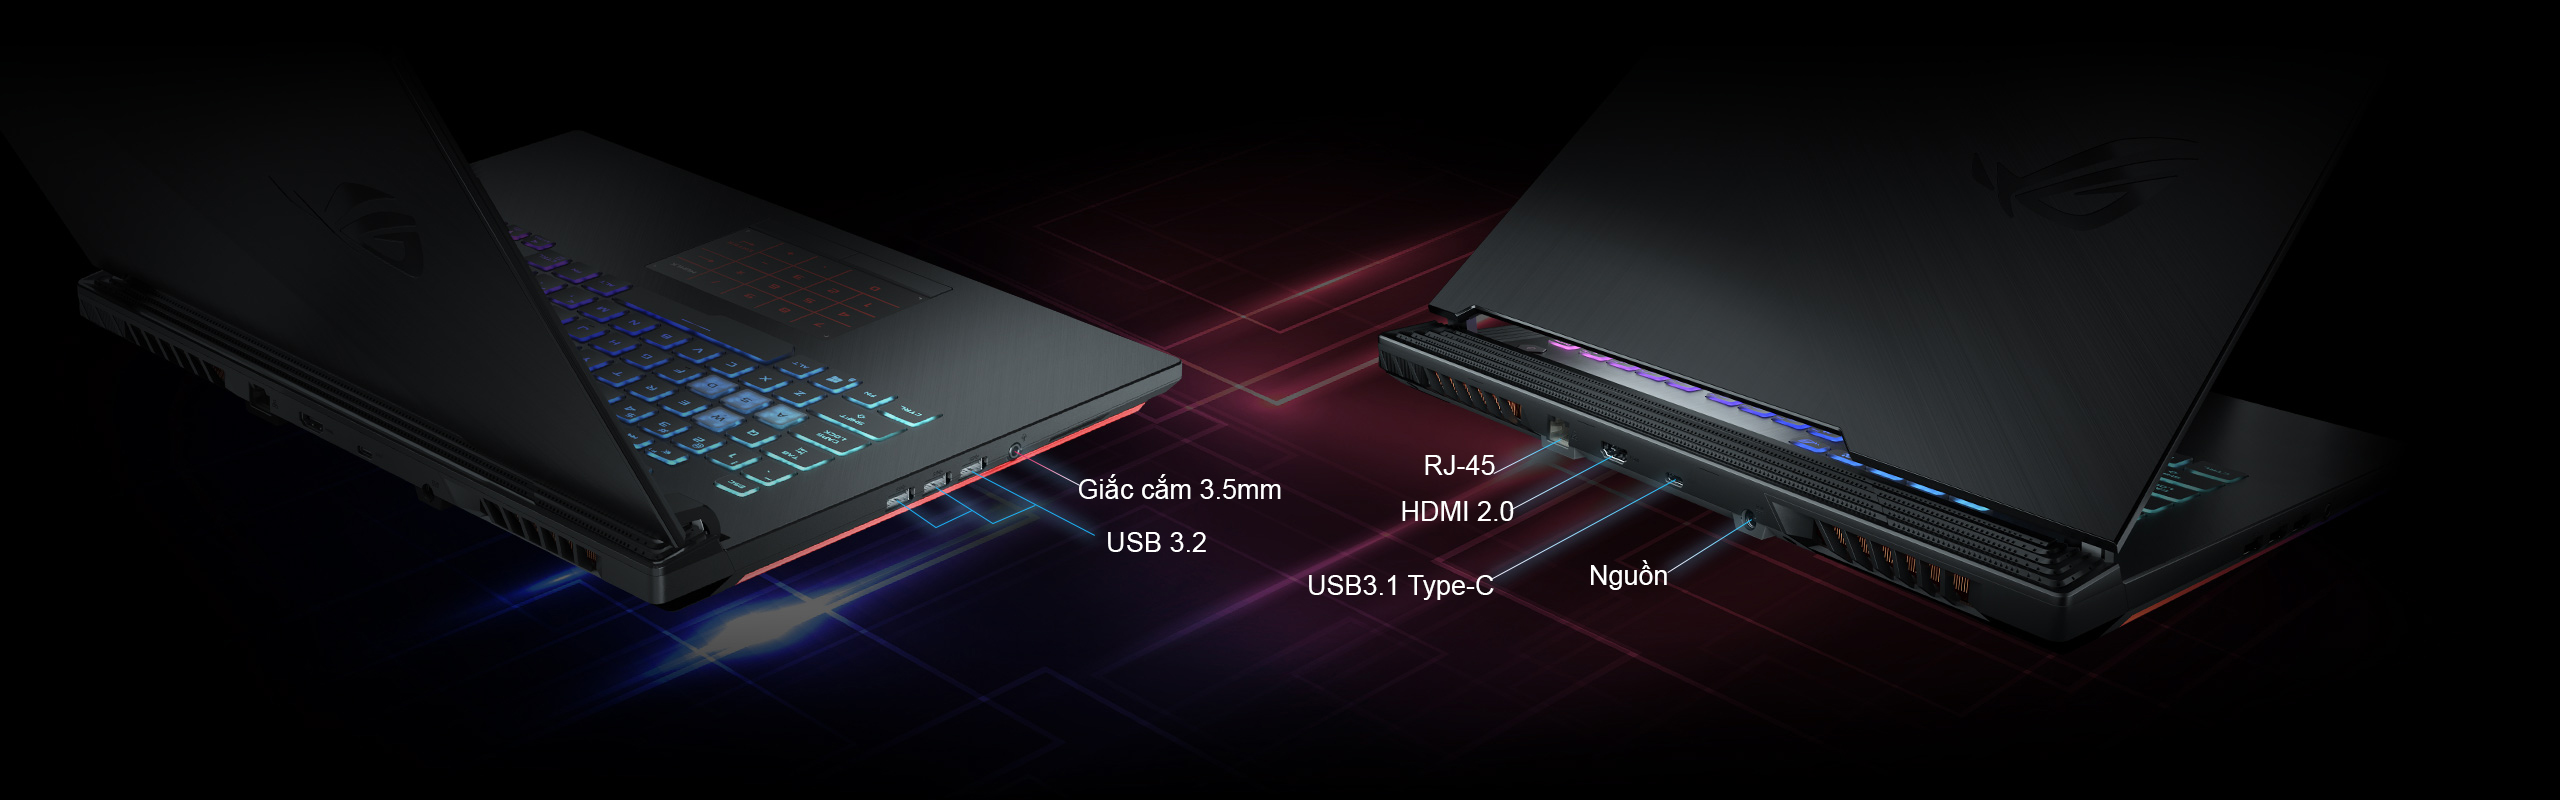 Giắc cắm 3.5mm
USB 3.2
RJ-45
HDMI 2.0
USB3.1 Type-C
Nguồn